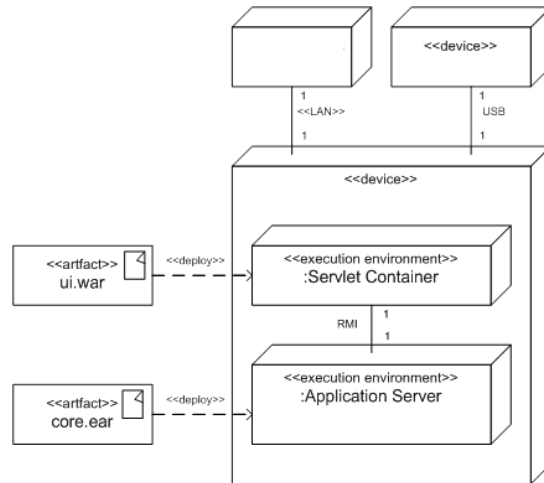 <<device>>
1
1
<<LAN>>
USB
1
1
<<device>>
<<artfact>>
ui.war
<<deploy>>
<<execution environment>>
:Servlet Container
1
RMI
1
<<artfact>>
core.ear
<<deploy>>
<<execution environment>>
:Application Server